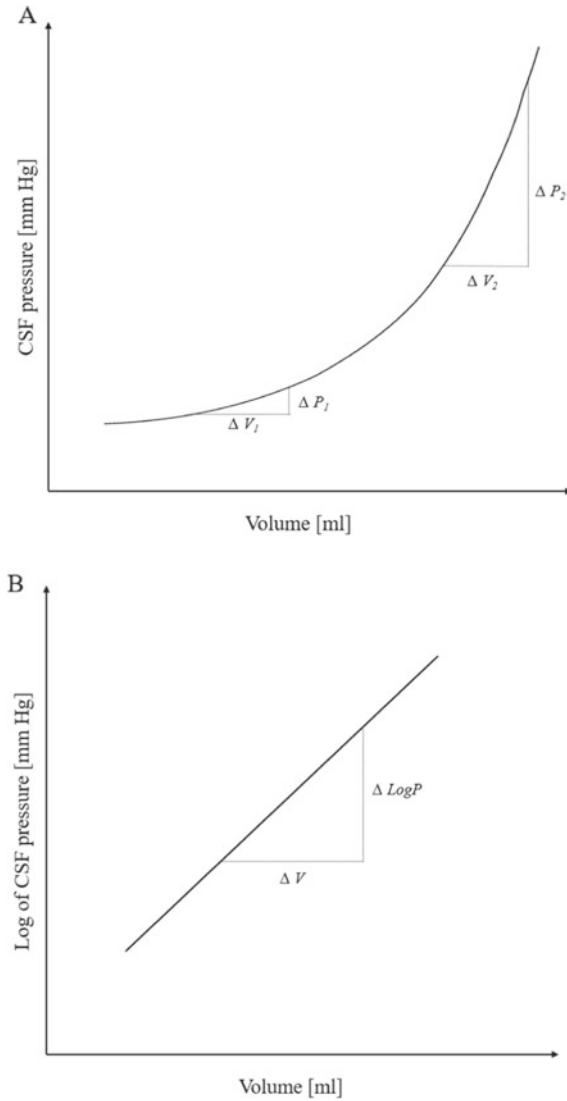 A
CSF pressure [mm Hg]
Δ P₂
Δ V₂
Δ P₁
Δ V₁
Volume [ml]
B
Log of CSF pressure [mm Hg]
Δ LogP
Δ V
Volume [ml]